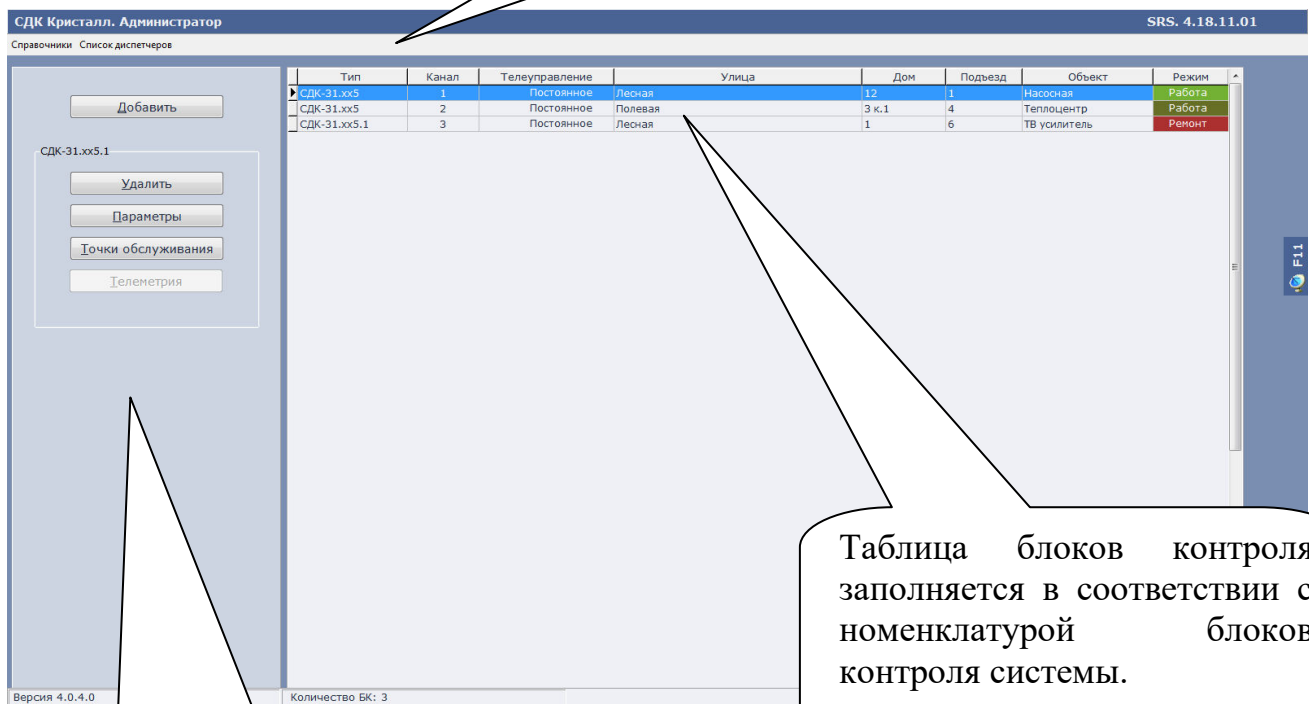 СДК Кристалл. Администратор SRS. 4.18.11.01
Справочники Список диспетчеров
Тип Канал Телеуправление Улица Дом Подъезд Объект Режим
СДК-31.xx5 1 Постоянное Лесная 12 1 Насосная Работа
СДК-31.xx5 2 Постоянное Полевая 3 к.1 4 Теплоцентр Работа
СДК-31.xx5.1 3 Постоянное Лесная 1 6 ТВ усилитель Ремонт
Добавить
СДК-31.xx5.1
Удалить
Параметры
Точки обслуживания
Телеметрия
F11
Таблица блоков контроля
заполняется в соответствии с
номенклатурой блоков
контроля системы.
Версия 4.0.4.0 Количество БК: 3